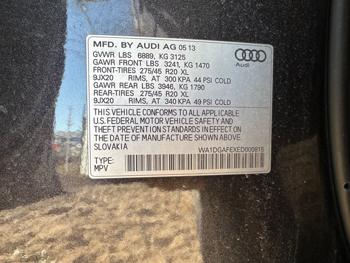 MFD. BY AUDI AG 05 13
GVWR LBS 6889, KG 3125
GAWR FRONT LBS 3241, KG 1470
FRONT-TIRES 275/45 R20 XL
9JX20 RIMS, AT 300 KPA 44 PSI COLD
GAWR REAR LBS 3946, KG 1790
REAR-TIRES 275/45 R20 XL
9JX20 RIMS, AT 340 KPA 49 PSI COLD
Audi
THIS VEHICLE CONFORMS TO ALL APPLICABLE
U.S. FEDERAL MOTOR VEHICLE SAFETY AND
THEFT PREVENTION STANDARDS IN EFFECT ON
THE DATE OF MANUFACTURE SHOWN ABOVE.
SLOVAKIA
WA1DGAFEXED000815
TYPE:
MPV